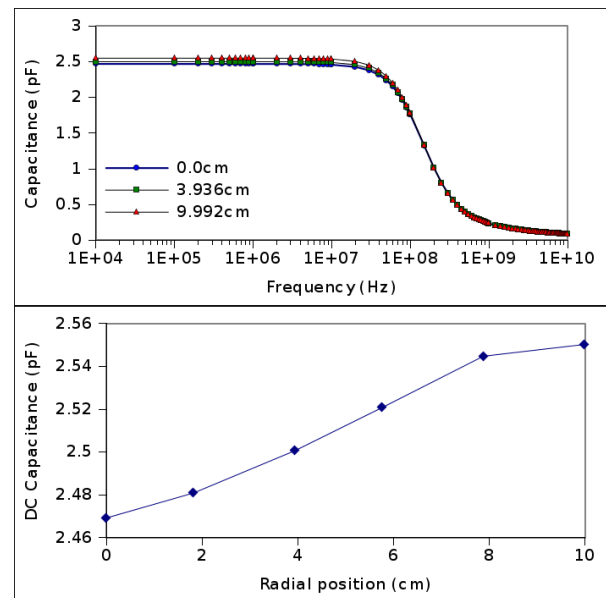 3
2.5
2
1.5
1
0.5
0
Capacitance (pF)
0.0cm
3.936cm
9.992cm
1E+04 1E+05 1E+06 1E+07 1E+08 1E+09 1E+10
Frequency (Hz)
2.56
2.54
2.52
2.5
2.48
2.46
DC Capacitance (pF)
0 2 4 6 8 10
Radial position (cm)